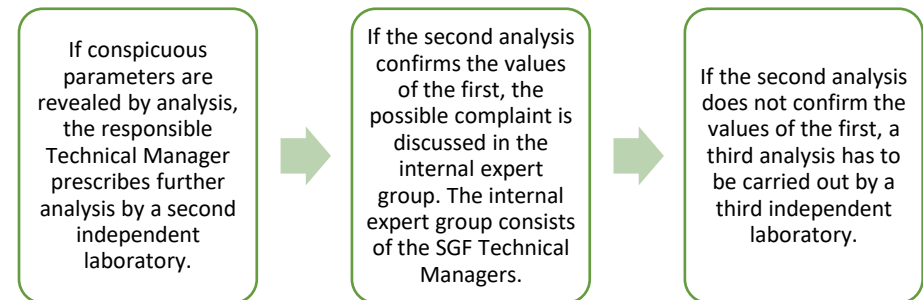 If conspicuous
parameters are
revealed by analysis,
the responsible
Technical Manager
prescribes further
analysis by a second
independent
laboratory.
If the second analysis
confirms the values
of the first, the
possible complaint is
discussed in the
internal expert
group. The internal
expert group consists
of the SGF Technical
Managers.
If the second analysis
does not confirm the
values of the first, a
third analysis has to
be carried out by a
third independent
laboratory.